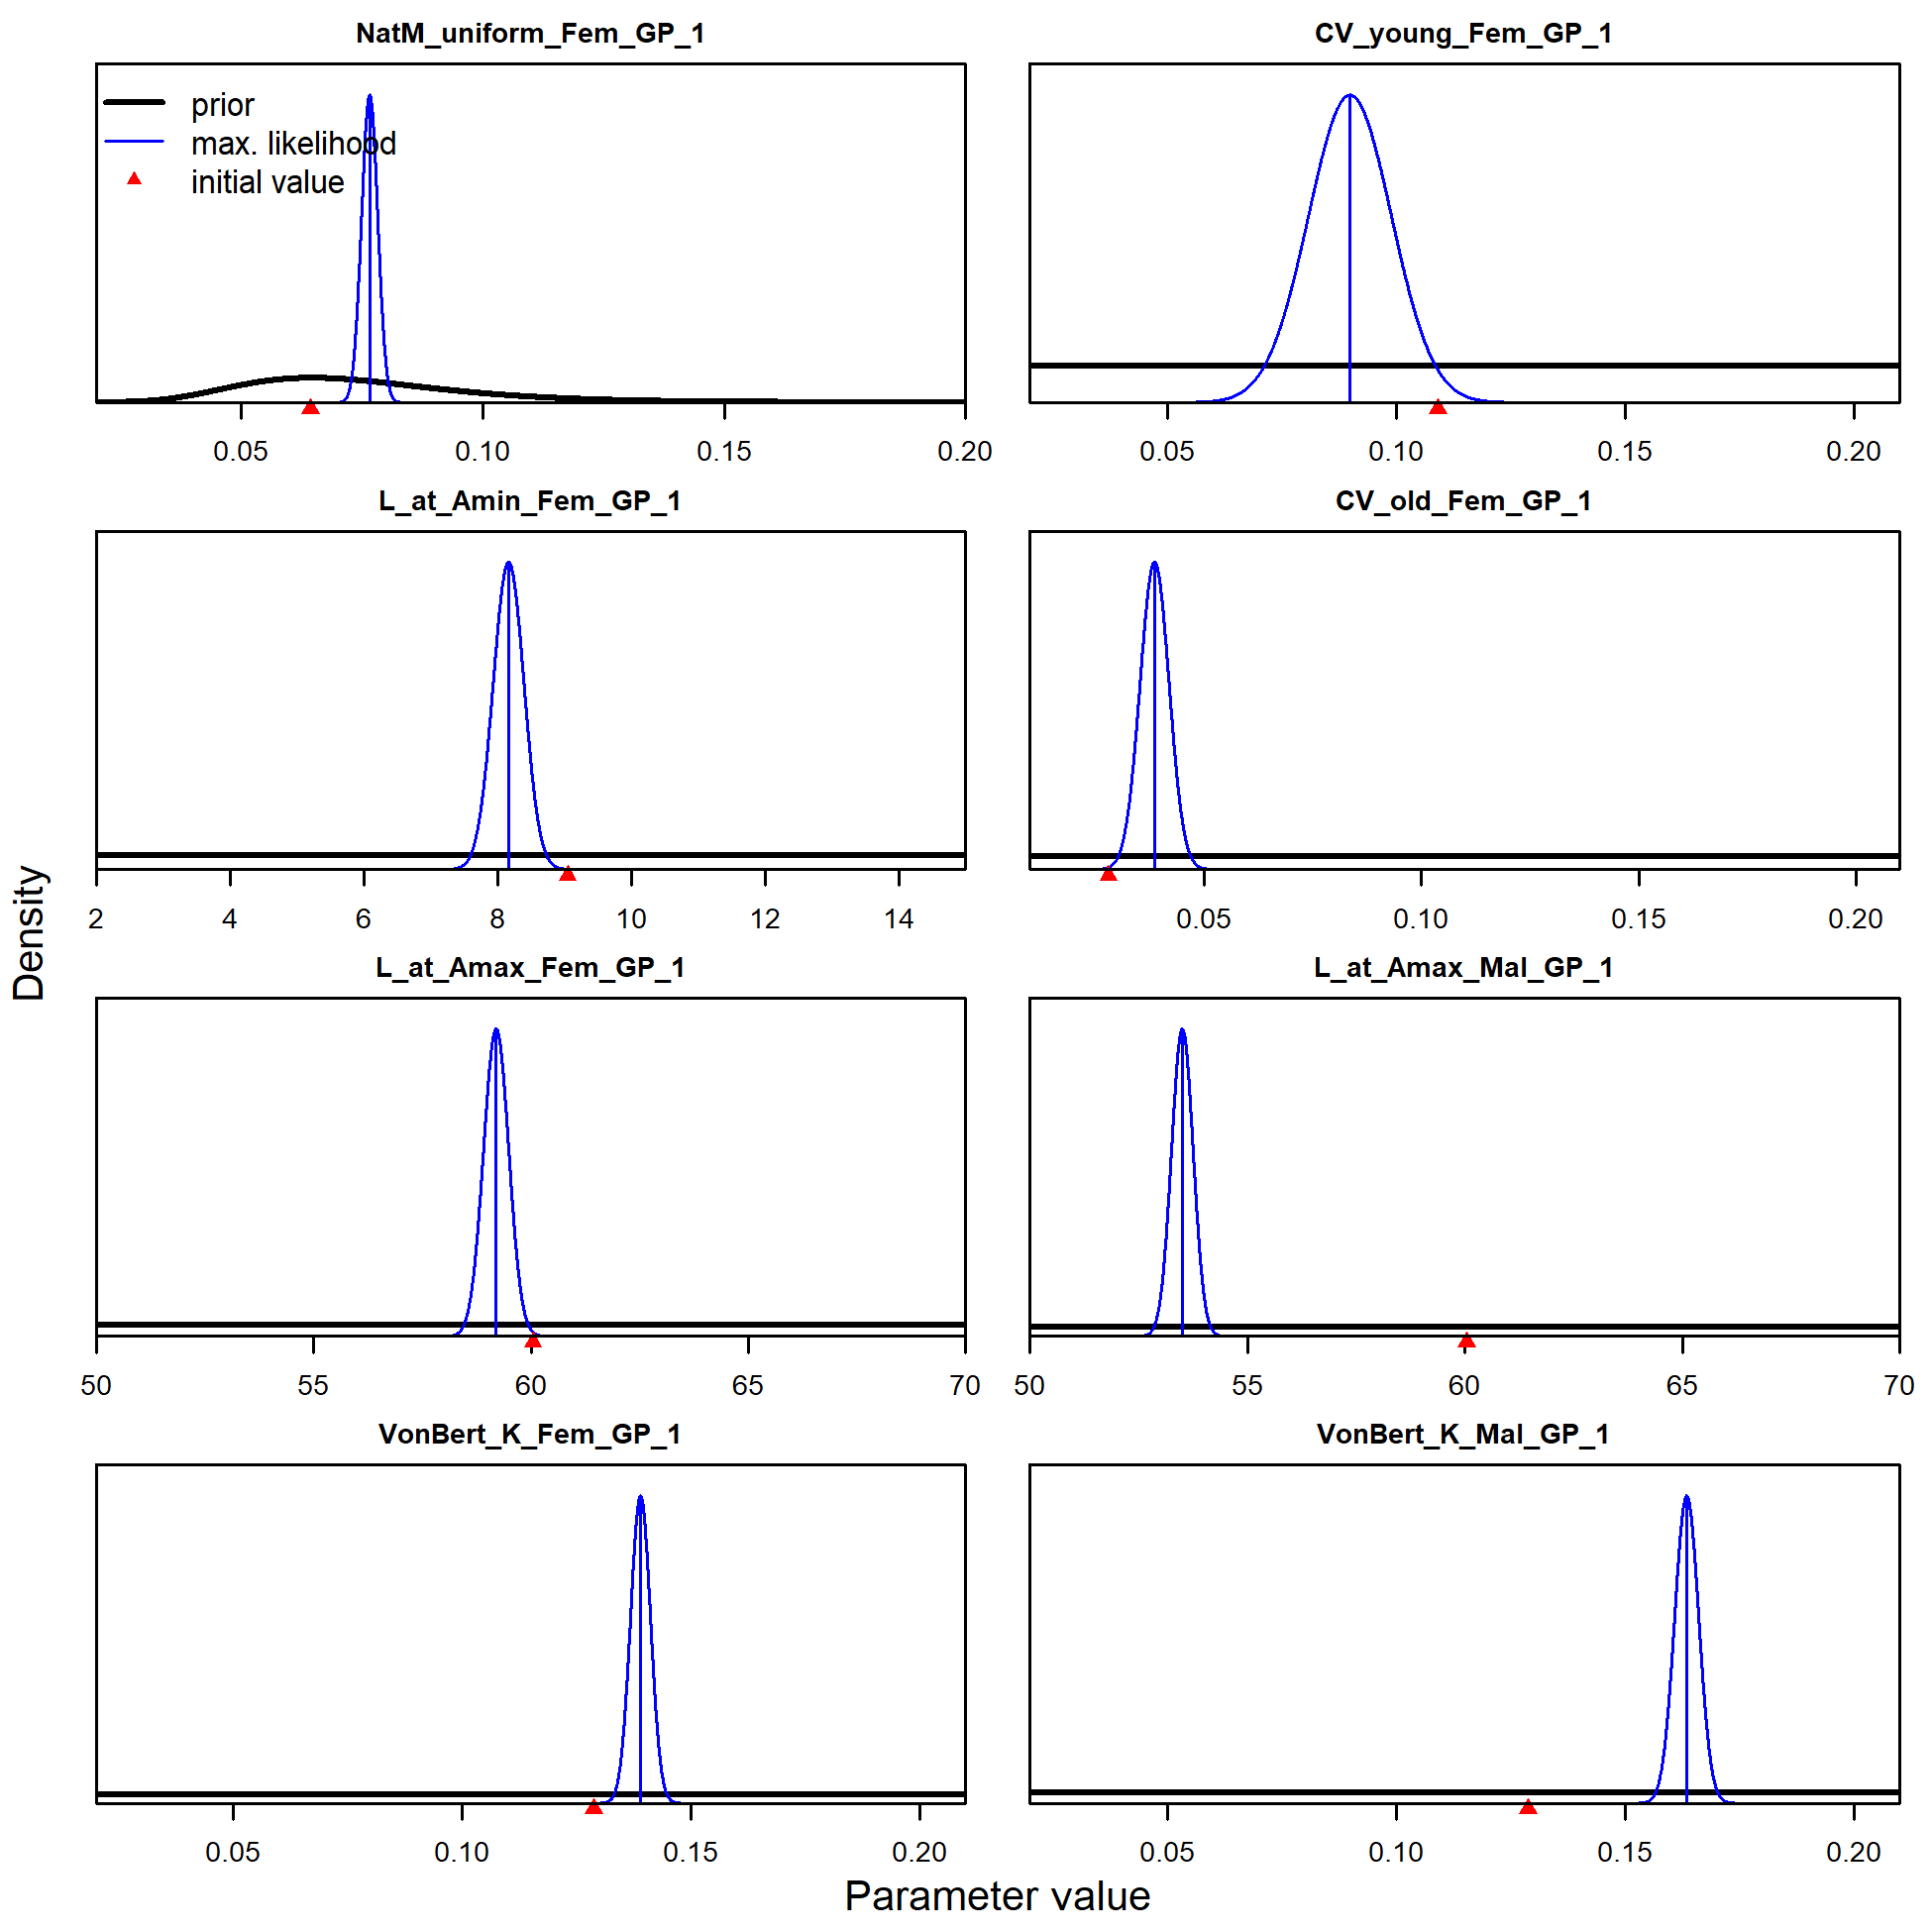 NatM_uniform_Fem_GP_1
prior
max. likelihood
initial value
0.05 0.10 0.15 0.20
CV_young_Fem_GP_1
0.05 0.10 0.15 0.20
L_at_Amin_Fem_GP_1
2 4 6 8 10 12 14
CV_old_Fem_GP_1
0.05 0.10 0.15 0.20
L_at_Amax_Fem_GP_1
50 55 60 65 70
L_at_Amax_Mal_GP_1
50 55 60 65 70
VonBert_K_Fem_GP_1
0.05 0.10 0.15 0.20
VonBert_K_Mal_GP_1
0.05 0.10 0.15 0.20
Density
Parameter value